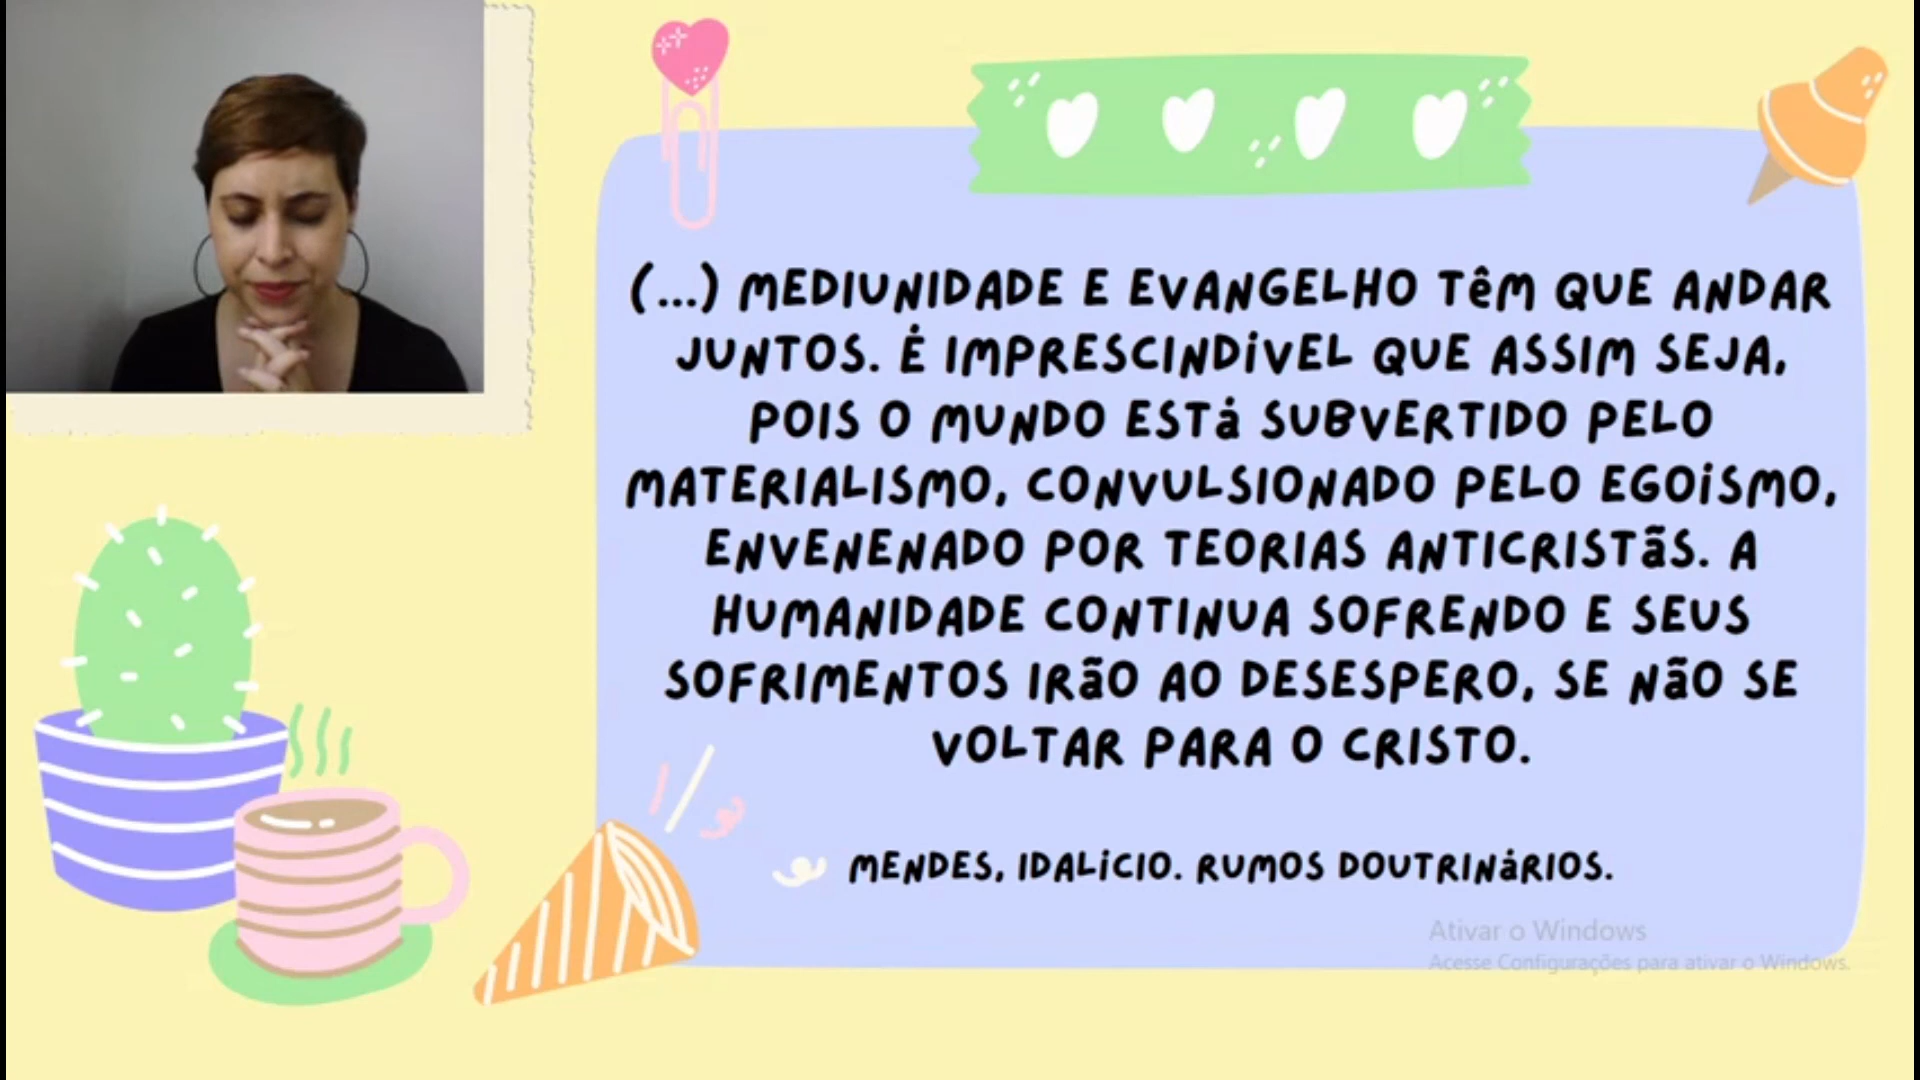 (...) MEDIUNIDADE E EVANGELHO TÊM QUE ANDAR
JUNTOS. É IMPRESCINDÍVEL QUE ASSIM SEJA,
POIS O MUNDO ESTÁ SUBVERTIDO PELO
MATERIALISMO, CONVULSIONADO PELO EGOÍSMO,
ENVENENADO POR TEORIAS ANTICRISTÃS. A
HUMANIDADE CONTINUA SOFRENDO E SEUS
SOFRIMENTOS IRÃO AO DESESPERO, SE NÃO SE
VOLTAR PARA O CRISTO.
MENDES, IDALÍCIO. RUMOS DOUTRINÁRIOS.
Ativar o Windows
Acesse Configurações para ativar o Windows.